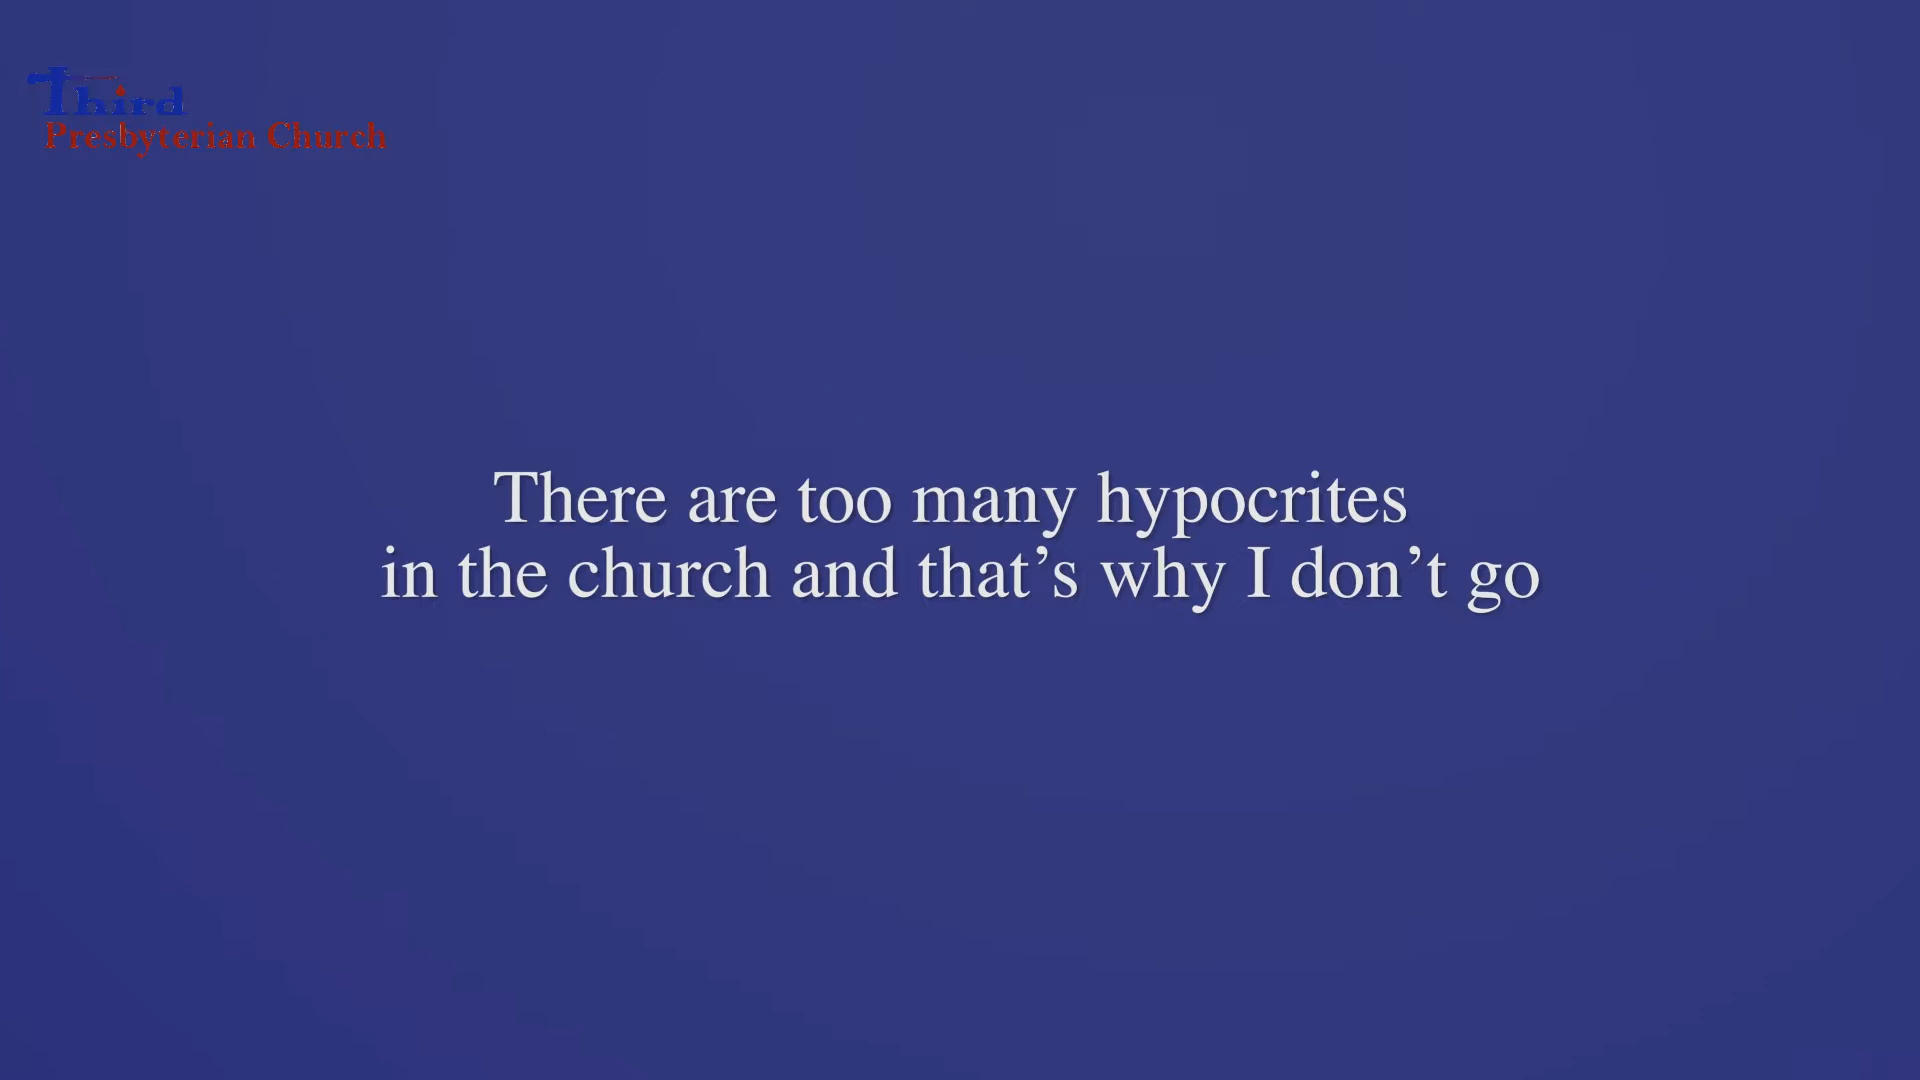 Third
Presbyterian Church
There are too many hypocrites
in the church and that’s why I don’t go